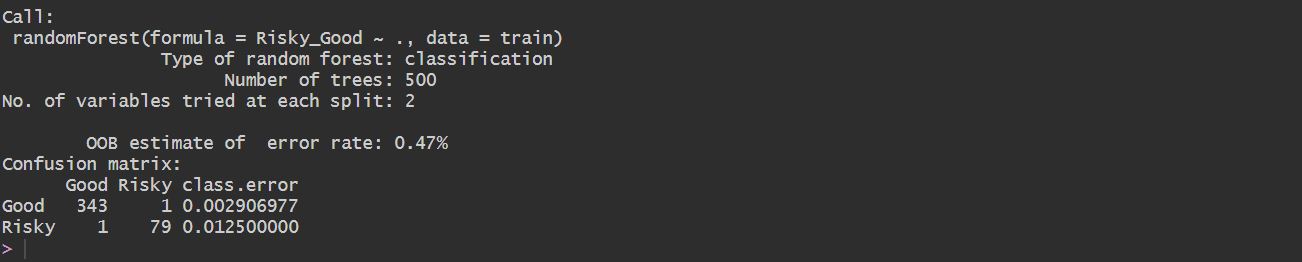 Call:
 randomForest(formula = Risky_Good ~ ., data = train)
               Type of random forest: classification
                     Number of trees: 500
No. of variables tried at each split: 2

        OOB estimate of  error rate: 0.47%
Confusion matrix:
      Good Risky class.error
Good   343     1 0.002906977
Risky    1    79 0.012500000
>